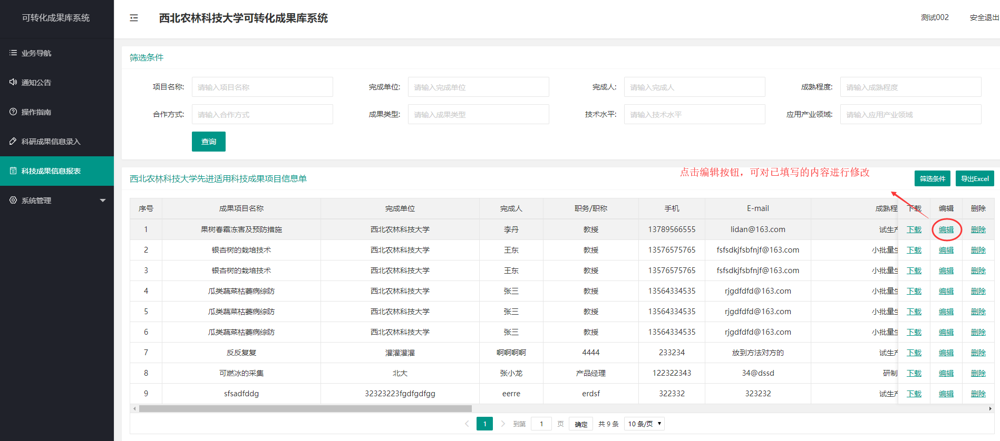 可转化成果库系统
西北农林科技大学可转化成果库系统
测试002
安全退出
业务导航
通知公告
操作指南
科研成果信息录入
科技成果信息报表
系统管理
筛选条件
项目名称: 请输入项目名称 完成单位: 请输入完成单位 完成人: 请输入完成人 成熟程度: 请输入成熟程度
合作方式: 请输入合作方式 成果类型: 请输入成果类型 技术水平: 请输入技术水平 应用产业领域: 请输入应用产业领域
查询
西北农林科技大学先进适用科技成果项目信息单
点击编辑按钮，可对已填写的内容进行修改
筛选条件 导出Excel
序号 成果项目名称 完成单位 完成人 职务/职称 手机 E-mail 成熟程 下载 编辑 删除
1 果树春霜冻害及预防措施 西北农林科技大学 李丹 教授 13789566555 lidan@163.com 试生产 下载 编辑 删除
2 银杏树的栽培技术 西北农林科技大学 王东 教授 13576575765 fsfsdkjfsbfnjf@163.com 小批量生 下载 编辑 删除
3 银杏树的栽培技术 西北农林科技大学 王东 教授 13576575765 fsfsdkjfsbfnjf@163.com 小批量生 下载 编辑 删除
4 瓜类蔬菜枯萎病综防 西北农林科技大学 张三 教授 13564334535 rjgdfdfd@163.com 小批量生 下载 编辑 删除
5 瓜类蔬菜枯萎病综防 西北农林科技大学 张三 教授 13564334535 rjgdfdfd@163.com 小批量生 下载 编辑 删除
6 瓜类蔬菜枯萎病综防 西北农林科技大学 张三 教授 13564334535 rjgdfdfd@163.com 小批量生 下载 编辑 删除
7 反反复复 灌灌灌灌 啊啊啊啊 4444 233234 放到方法对方的 试生产 下载 编辑 删除
8 可燃冰的采集 北大 张小龙 产品经理 122322343 34@dssd 研制 下载 编辑 删除
9 sfsadfddg 32323223fgdfgdfgg eerre erdsf 322332 323232 试生产 下载 编辑 删除
1 到第 1 页 确定 共 9 条 10 条/页